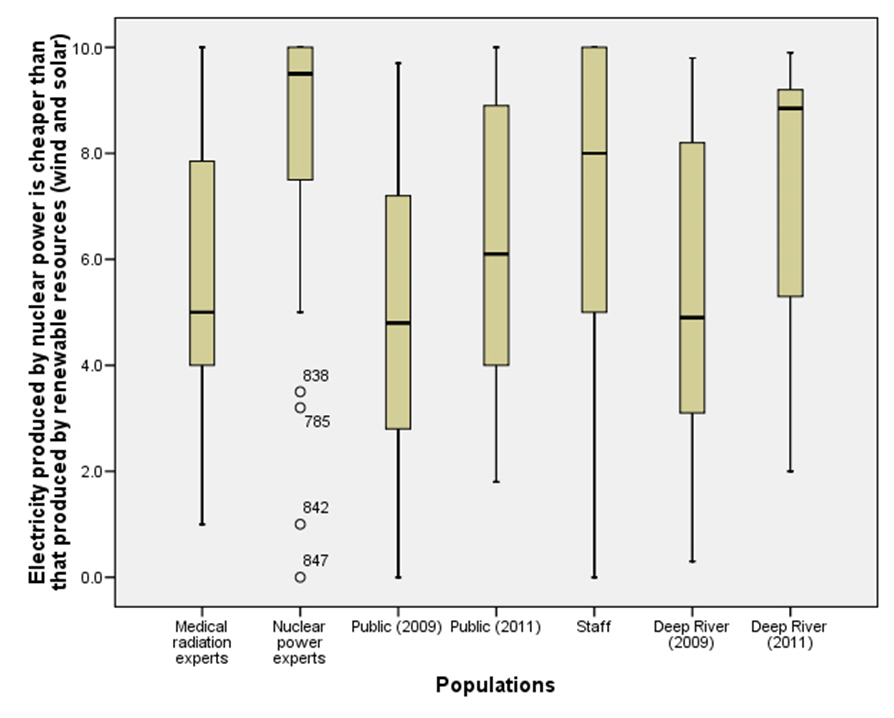 Electricity produced by nuclear power is cheaper than
that produced by renewable resources (wind and solar)
10.0
8.0
6.0
4.0
2.0
0.0
838
785
842
847
Medical
radiation
experts
Nuclear
power
experts
Public (2009)
Public (2011)
Staff
Deep River
(2009)
Deep River
(2011)
Populations